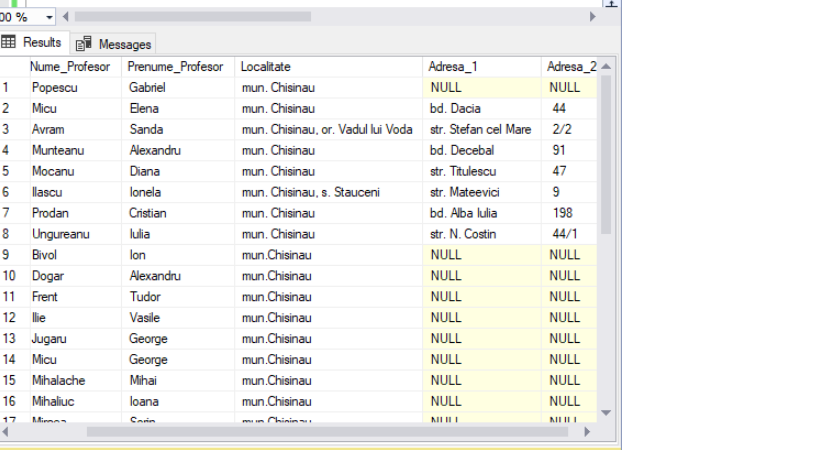 00 %
Results Messages
Nume_Profesor Prenume_Profesor Localitate Adresa_1 Adresa_2
1 Popescu Gabriel mun. Chisinau NULL NULL
2 Micu Elena mun. Chisinau bd. Dacia 44
3 Avram Sanda mun. Chisinau, or. Vadul lui Voda str. Stefan cel Mare 2/2
4 Munteanu Alexandru mun. Chisinau bd. Decebal 91
5 Mocanu Diana mun. Chisinau str. Titulescu 47
6 Ilascu Ionela mun. Chisinau, s. Stauceni str. Mateevici 9
7 Prodan Cristian mun. Chisinau bd. Alba Iulia 198
8 Ungureanu Iulia mun. Chisinau str. N. Costin 44/1
9 Bivol Ion mun.Chisinau NULL NULL
10 Dogar Alexandru mun.Chisinau NULL NULL
11 Frent Tudor mun.Chisinau NULL NULL
12 Ilie Vasile mun.Chisinau NULL NULL
13 Jugaru George mun.Chisinau NULL NULL
14 Micu George mun.Chisinau NULL NULL
15 Mihalache Mihai mun.Chisinau NULL NULL
16 Mihaliuc Ioana mun.Chisinau NULL NULL
17 Mircea Sorin mun.Chisinau NULL NULL